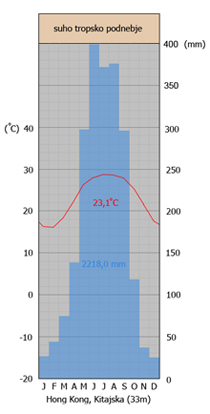 suho tropsko podnebje
(°C)
400 (mm)
350
40 300
30 250
23,1°C
20 200
10 150
2218,0 mm
0 100
-10 50
-20 0
J F M A M J J A S O N D
Hong Kong, Kitajska (33m)